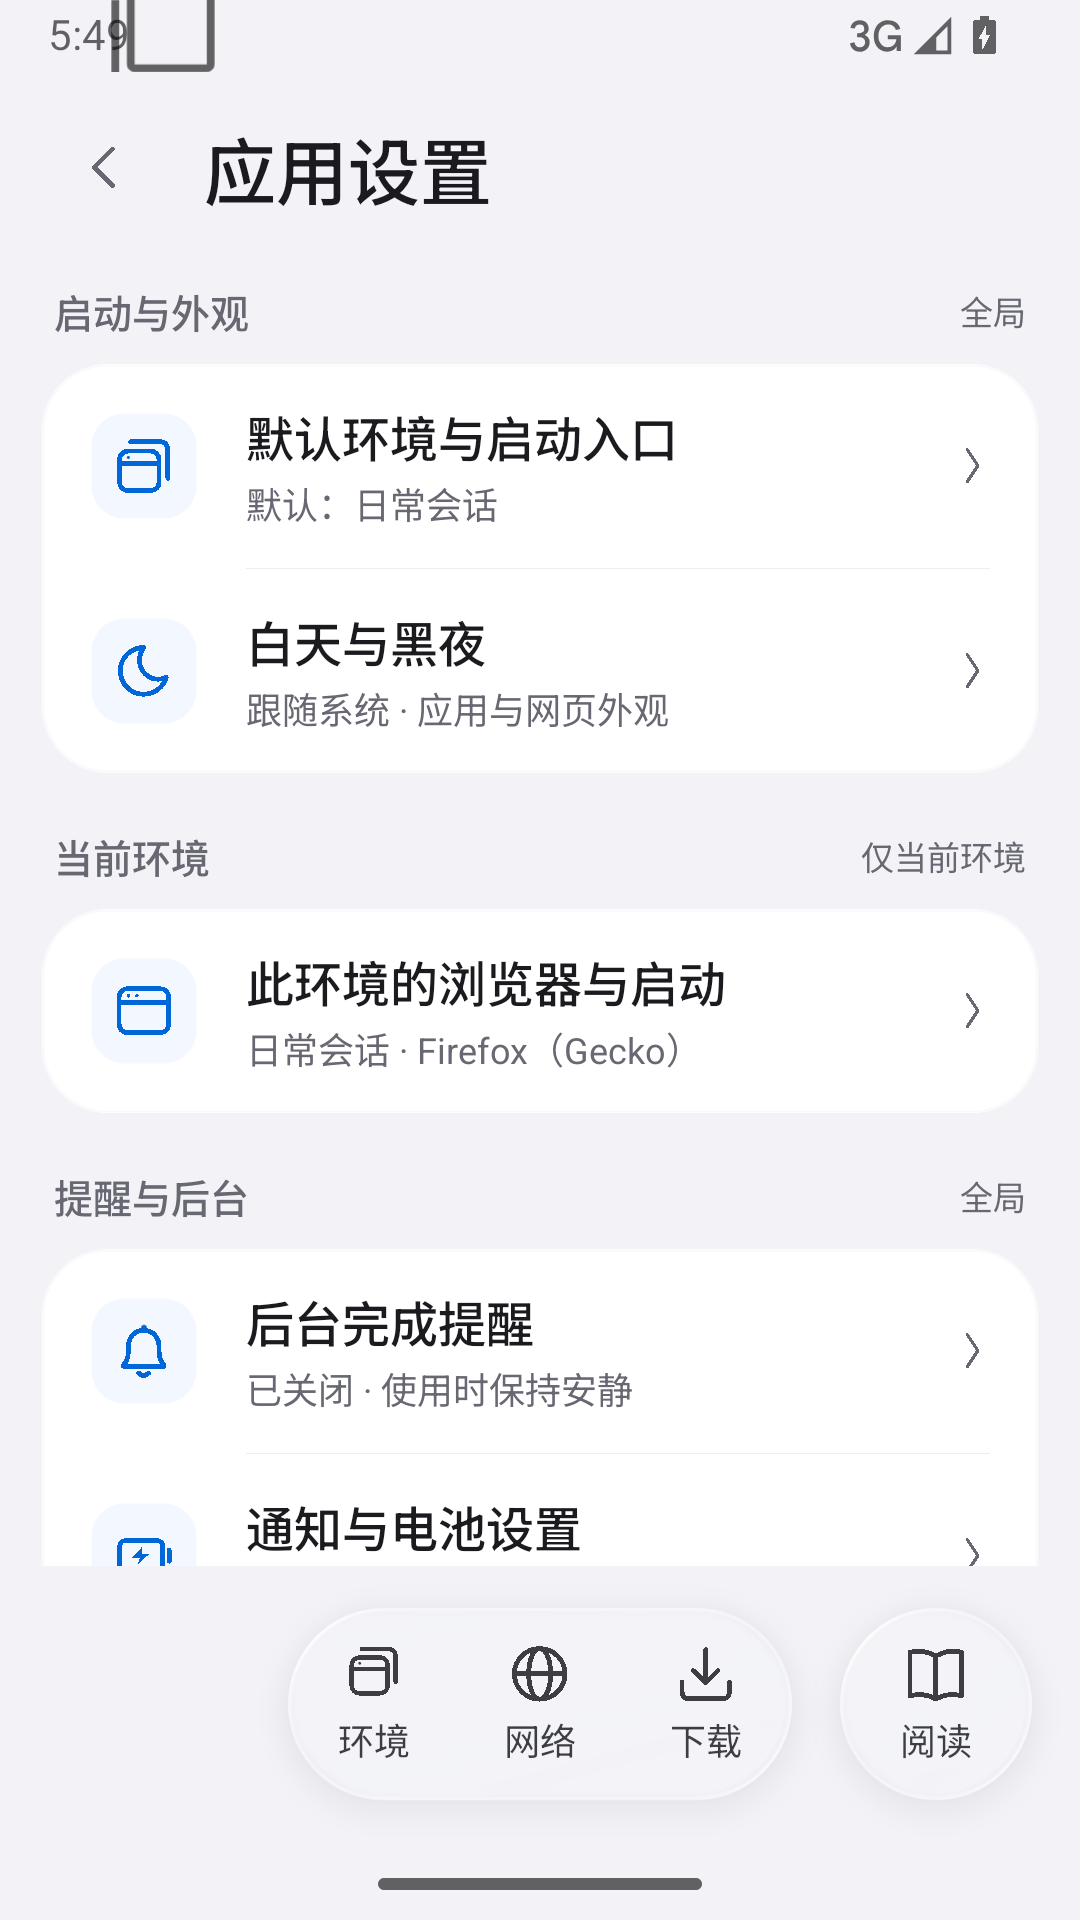 5:49
3G
应用设置
启动与外观
全局
默认环境与启动入口
默认：日常会话
白天与黑夜
跟随系统 · 应用与网页外观
当前环境
仅当前环境
此环境的浏览器与启动
日常会话 · Firefox（Gecko）
提醒与后台
全局
后台完成提醒
已关闭 · 使用时保持安静
通知与电池设置
环境
网络
下载
阅读